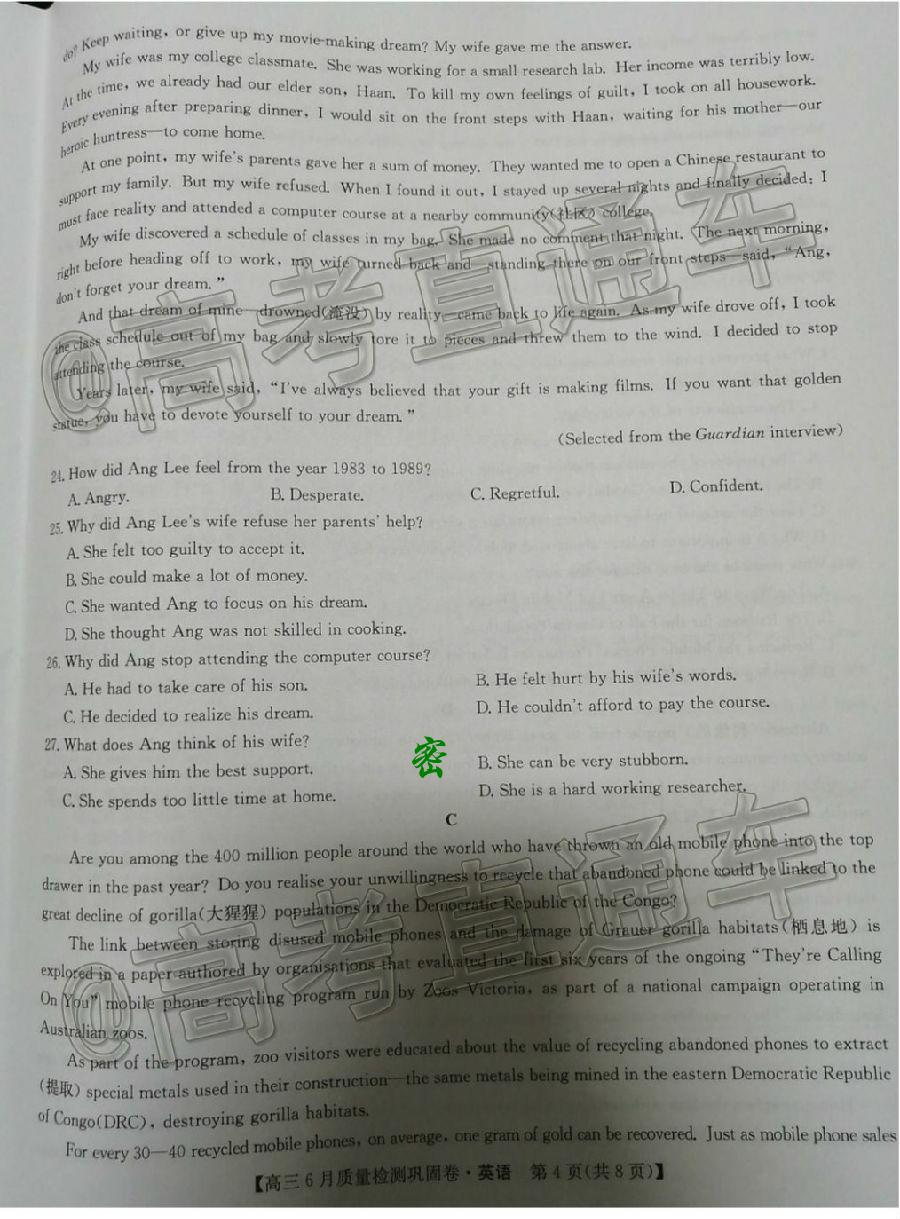 do? Keep waiting, or give up my movie-making dream? My wife gave me the answer.
My wife was my college classmate. She was working for a small research lab. Her income was terribly low.
At the time, we already had our elder son, Haan. To kill my own feelings of guilt, I took on all housework.
Every evening after preparing dinner, I would sit on the front steps with Haan, waiting for his mother—our
heroic huntress—to come home.
At one point, my wife's parents gave her a sum of money. They wanted me to open a Chinese restaurant to
support my family. But my wife refused. When I found it out, I stayed up several nights and finally decided: I
must face reality and attended a computer course at a nearby community(社区) college.
My wife discovered a schedule of classes in my bag. She made no comment that night. The next morning,
right before heading off to work, my wife turned back and—standing there on our front steps—said, “Ang,
don't forget your dream.”
And that dream of mine—drowned(淹没) by reality—came back to life again. As my wife drove off, I took
the class schedule out of my bag and slowly tore it to pieces and threw them to the wind. I decided to stop
attending the course.
Years later, my wife said, “I've always believed that your gift is making films. If you want that golden
statue, you have to devote yourself to your dream.”
(Selected from the Guardian interview)
24. How did Ang Lee feel from the year 1983 to 1989?
A. Angry. B. Desperate. C. Regretful. D. Confident.
25. Why did Ang Lee's wife refuse her parents' help?
A. She felt too guilty to accept it.
B. She could make a lot of money.
C. She wanted Ang to focus on his dream.
D. She thought Ang was not skilled in cooking.
26. Why did Ang stop attending the computer course?
A. He had to take care of his son. B. He felt hurt by his wife's words.
C. He decided to realize his dream. D. He couldn't afford to pay the course.
27. What does Ang think of his wife?
A. She gives him the best support. B. She can be very stubborn.
C. She spends too little time at home. D. She is a hard working researcher.
密
C
Are you among the 400 million people around the world who have thrown an old mobile phone into the top
drawer in the past year? Do you realise your unwillingness to recycle that abandoned phone could be linked to the
great decline of gorilla(大猩猩) populations in the Democratic Republic of the Congo?
The link between storing disused mobile phones and the damage of Grauer gorilla habitats(栖息地) is
explored in a paper authored by organisations that evaluated the first six years of the ongoing “They're Calling
On You” mobile phone recycling program run by Zoos Victoria, as part of a national campaign operating in
Australian zoos.
As part of the program, zoo visitors were educated about the value of recycling abandoned phones to extract
(提取) special metals used in their construction—the same metals being mined in the eastern Democratic Republic
of Congo(DRC), destroying gorilla habitats.
For every 30—40 recycled mobile phones, on average, one gram of gold can be recovered. Just as mobile phone sales
【高三6月质量检测巩固卷·英语 第4页(共8页)】
@高考直通车
@高考直通车